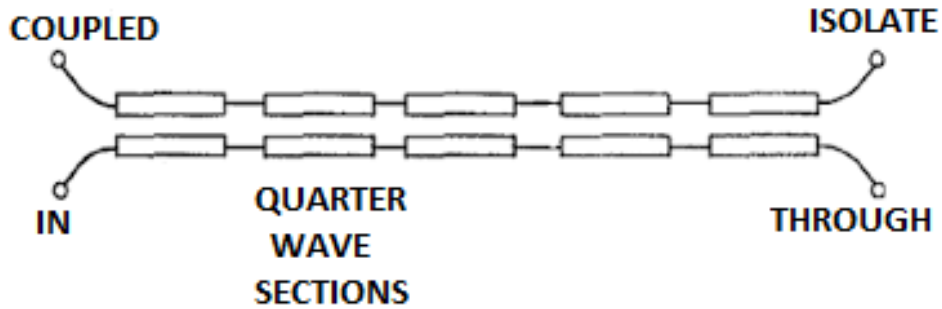 COUPLED
ISOLATE
IN
QUARTER
WAVE
SECTIONS
THROUGH